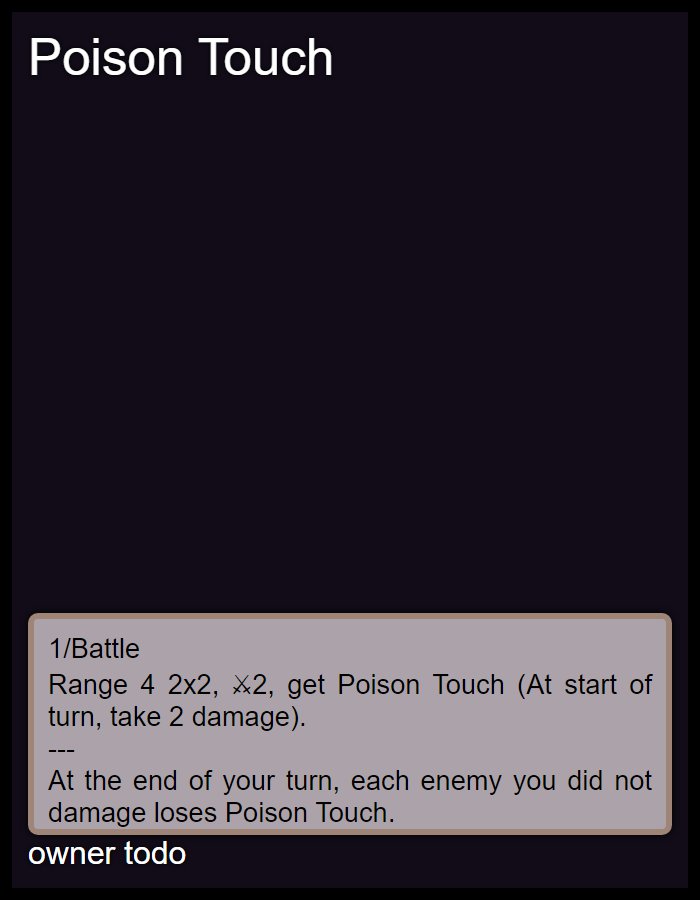 Poison Touch
1/Battle
Range 4 2x2, ⚔2, get Poison Touch (At start of
turn, take 2 damage).
---
At the end of your turn, each enemy you did not
damage loses Poison Touch.
owner todo